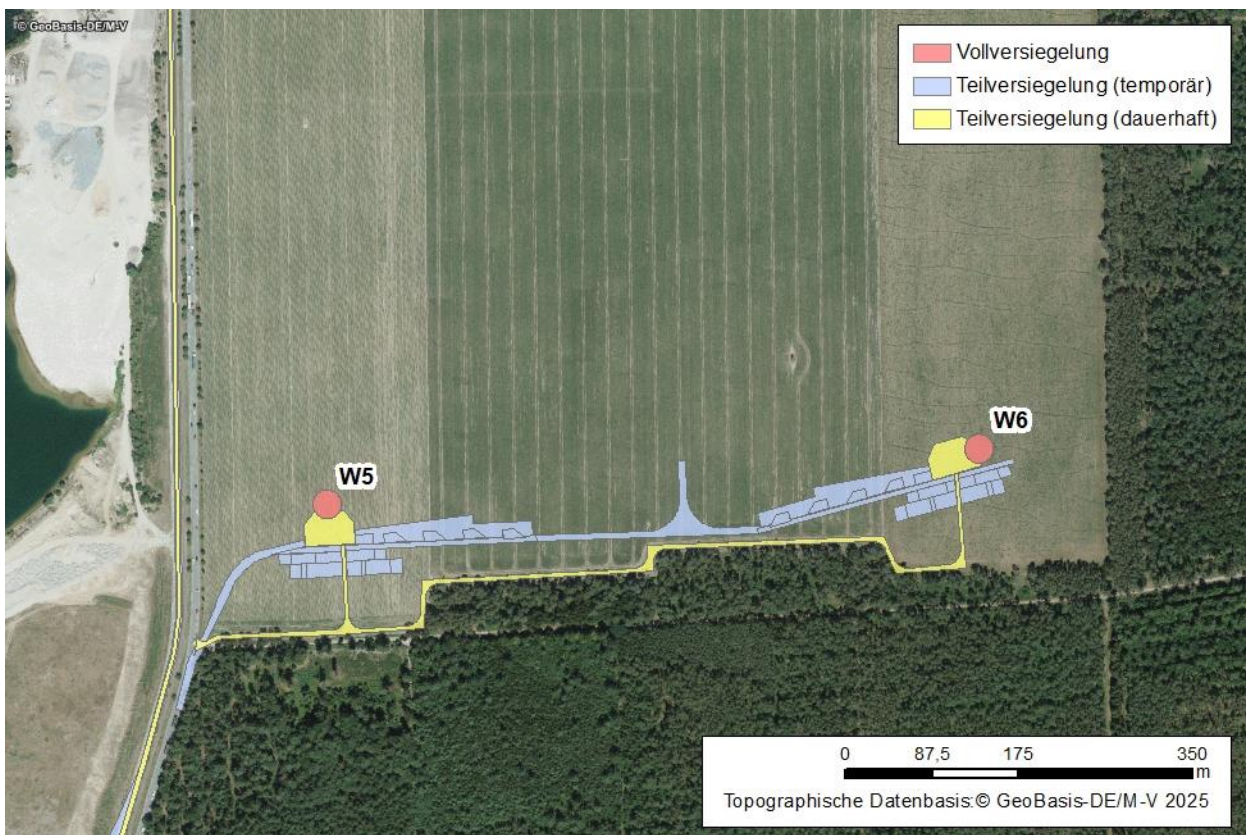 © GeoBasis-DE/M-V
Vollversiegelung
Teilversiegelung (temporär)
Teilversiegelung (dauerhaft)
W6
W5
0 87,5 175 350
m
Topographische Datenbasis:© GeoBasis-DE/M-V 2025